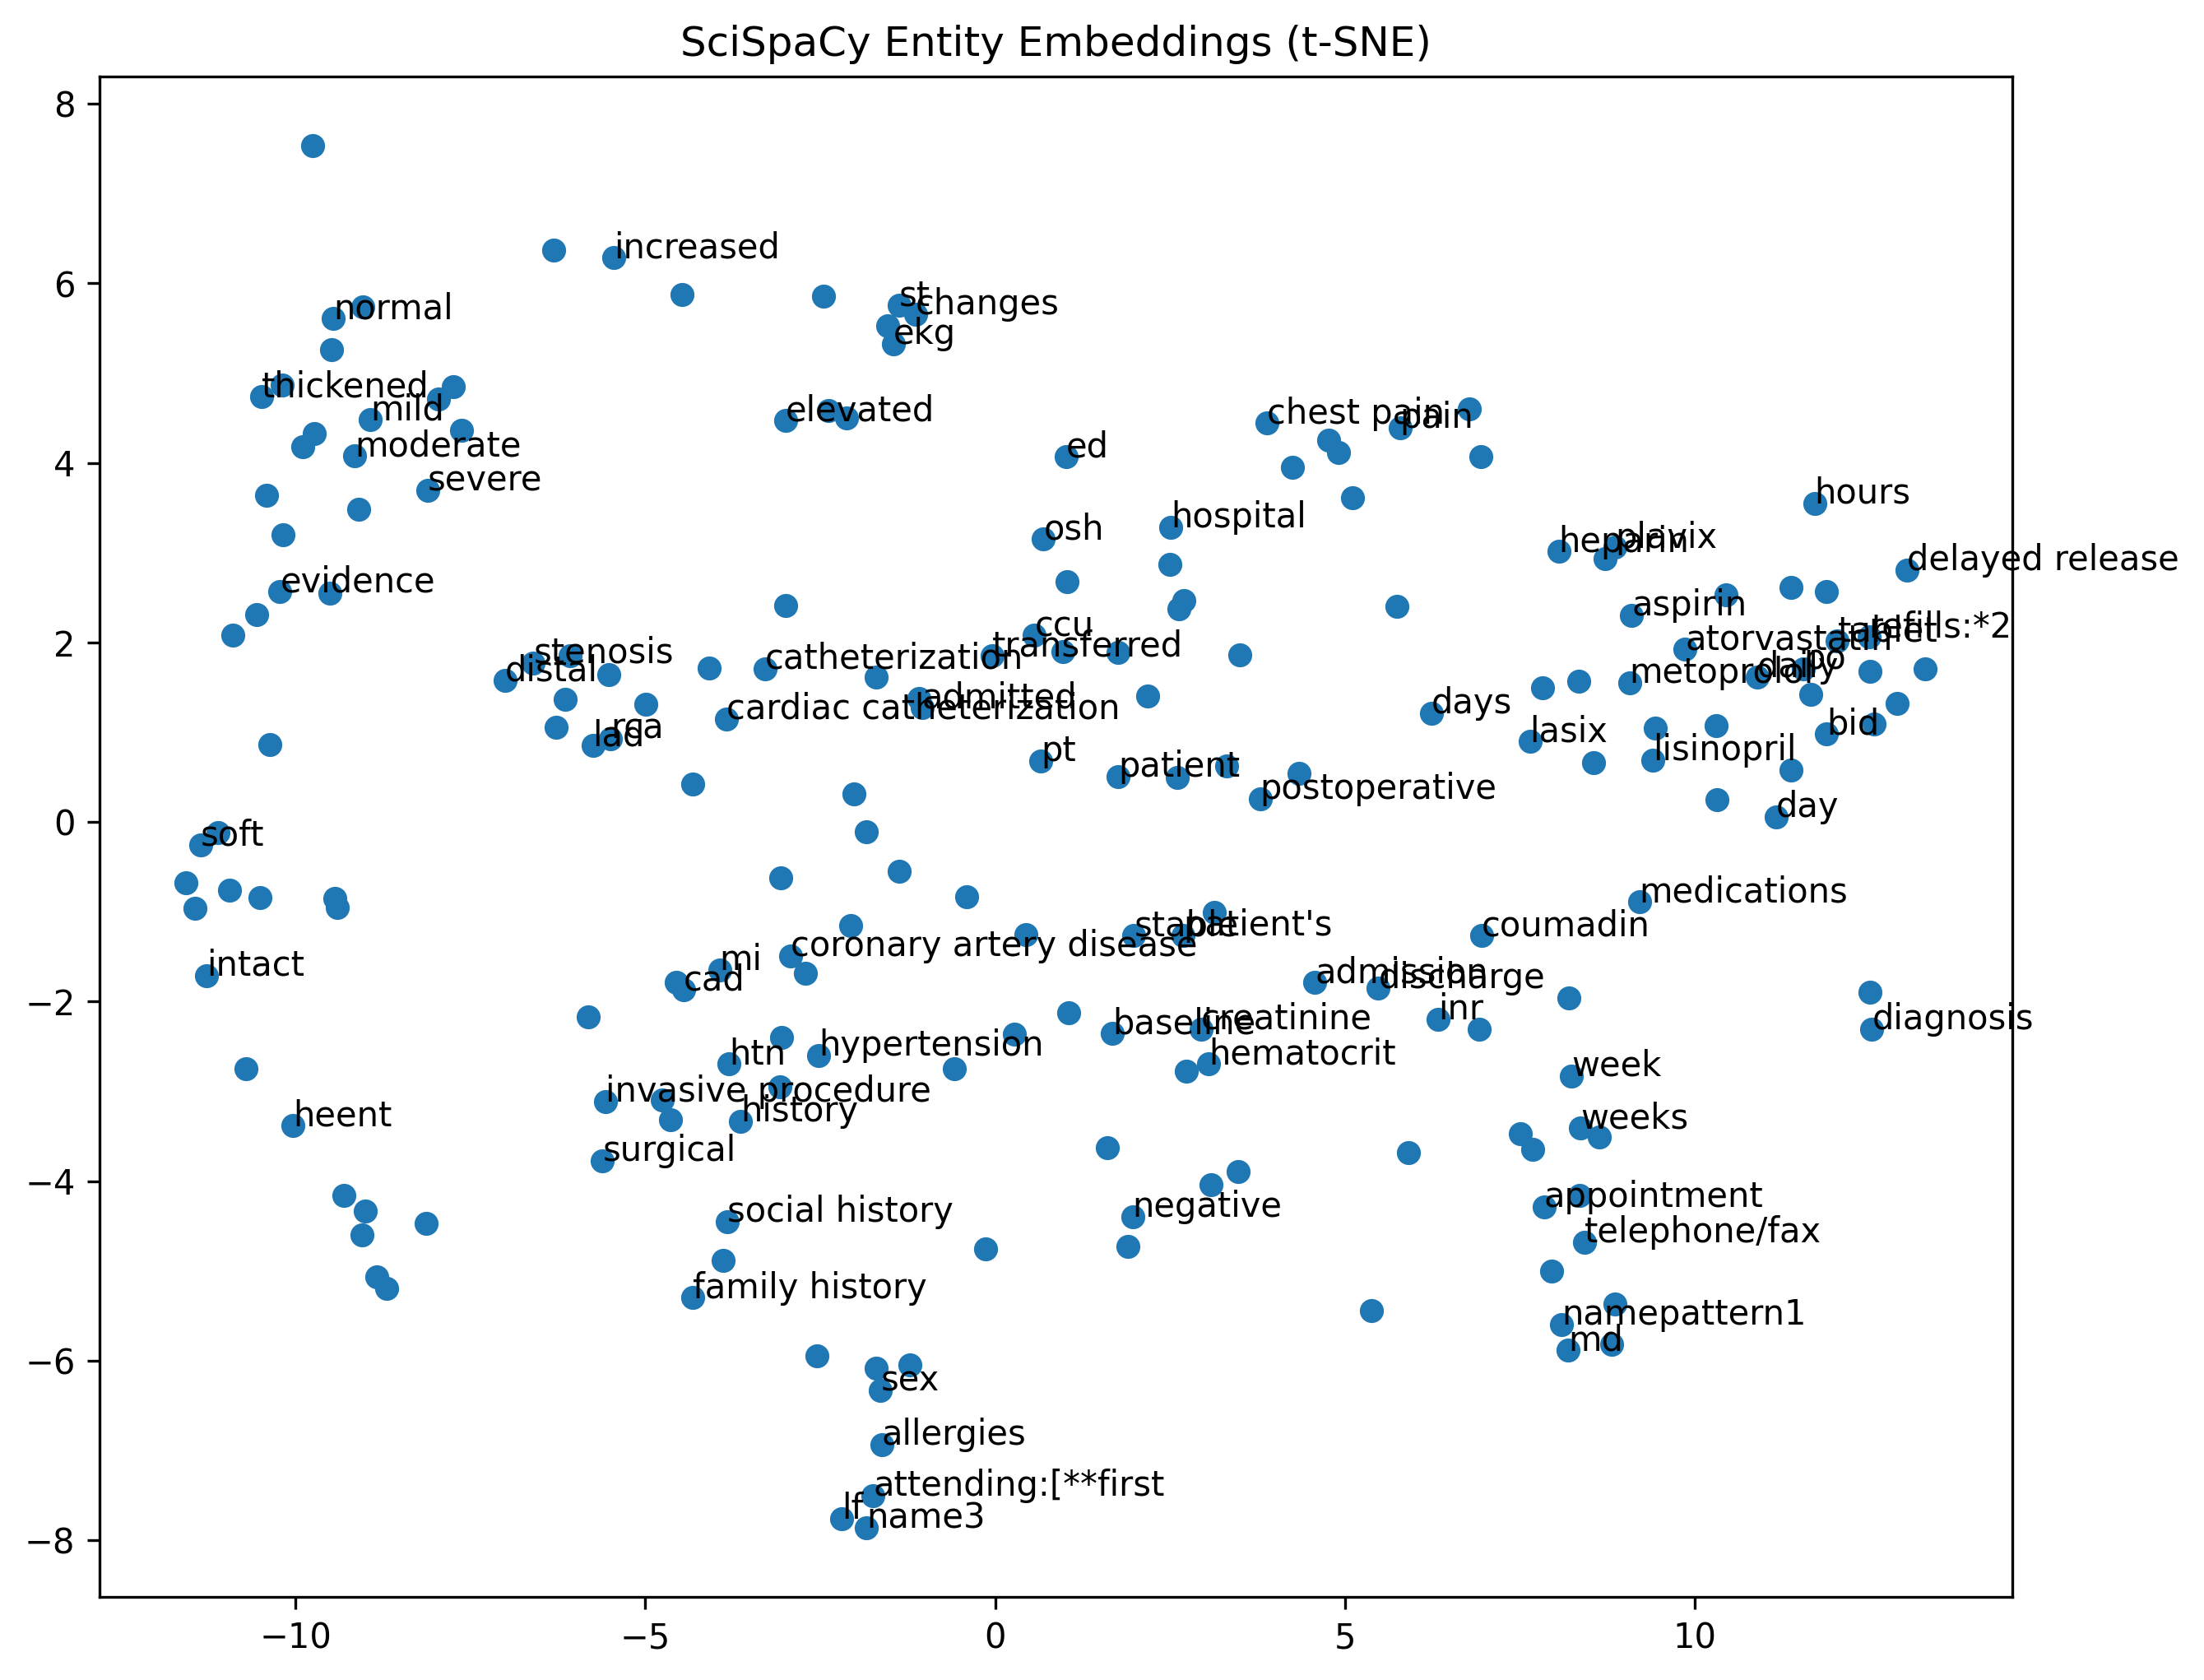 SciSpaCy Entity Embeddings (t-SNE)
8
6
4
2
0
−2
−4
−6
−8
−10
−5
0
5
10
increased
normal
st
changes
ekg
thickened
mild
elevated
chest pain
pain
moderate
ed
severe
hours
hospital
osh
heparin
plavix
delayed release
evidence
aspirin
ccu
tablet
refills:*2
stenosis
distal
catheterization
transferred
atorvastatin
metoprolol
daily
po
cardiac catheterization
admitted
days
lad
rca
lasix
bid
pt
patient
lisinopril
postoperative
day
soft
medications
stable
patient's
coumadin
coronary artery disease
mi
intact
cad
admission
discharge
inr
baseline
creatinine
diagnosis
htn
hypertension
hematocrit
week
invasive procedure
history
heent
weeks
surgical
social history
negative
appointment
telephone/fax
family history
namepattern1
md
sex
allergies
attending:[**first
lf
name3